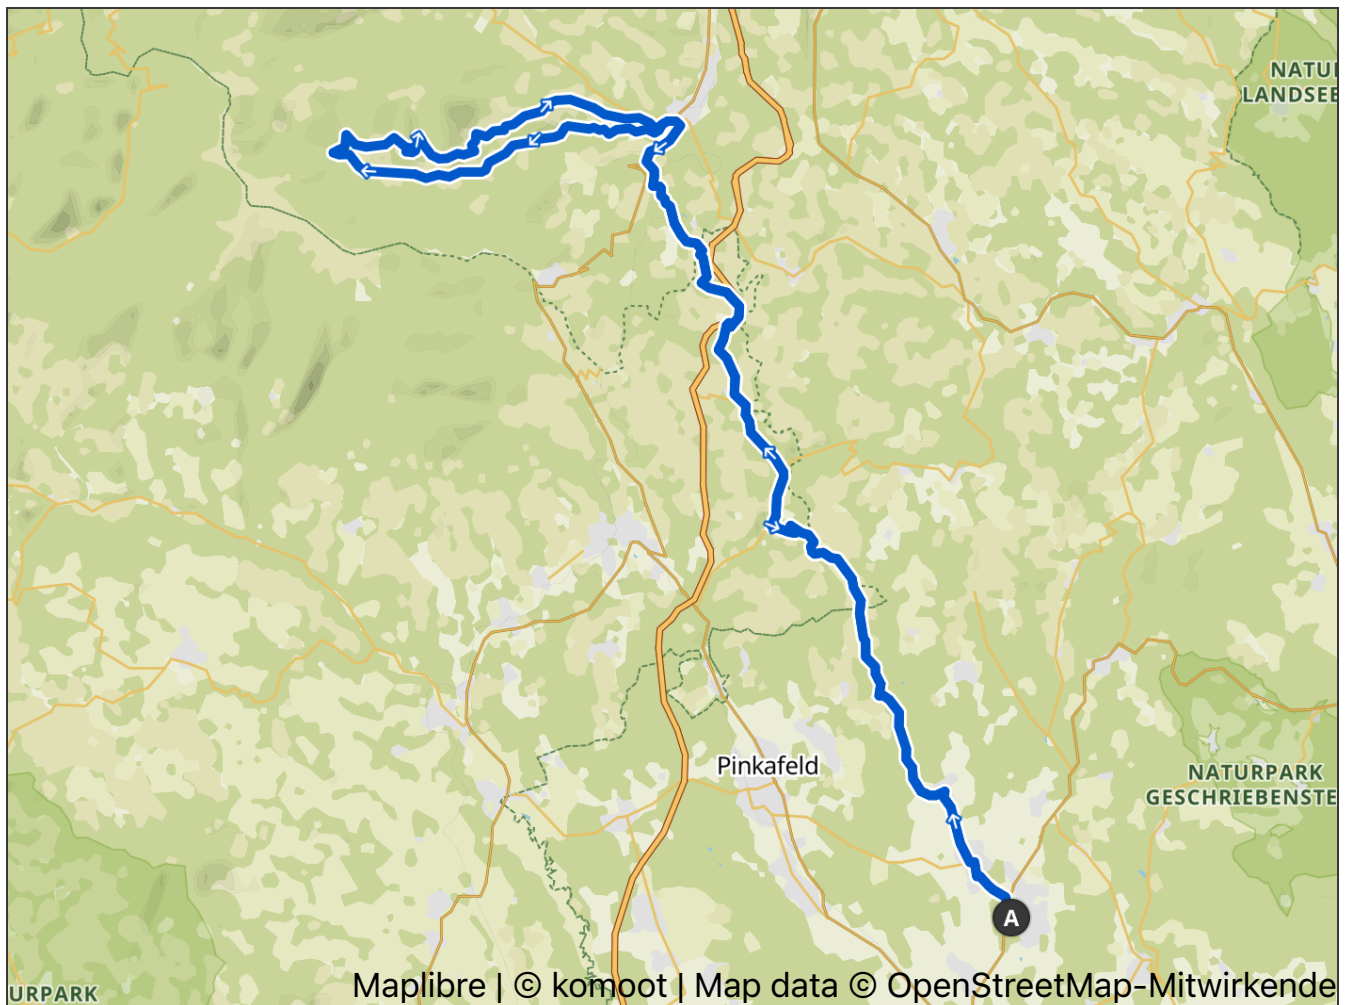 NATU
LANDSEE
Pinkafeld
NATURPARK
GESCHRIEBENSTE
A
URPARK
Maplibre | © komoot | Map data © OpenStreetMap-Mitwirkende